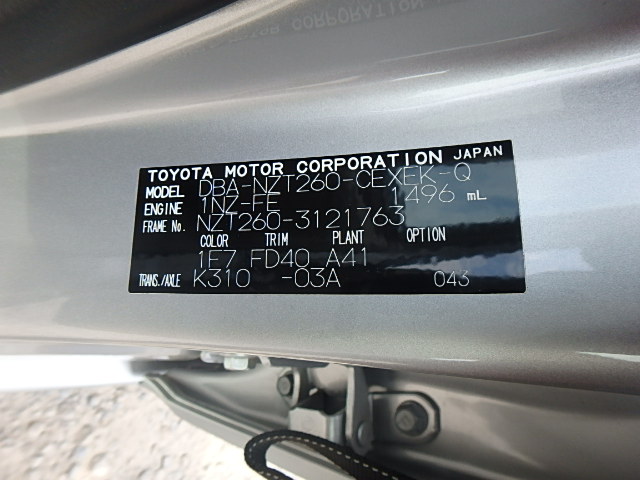 TOYOTA MOTOR CORPORATION JAPAN
MODEL DBA-NZT260-CEXEK-Q
ENGINE 1NZ-FE 1496 mL
FRAME No. NZT260-3121763
COLOR TRIM PLANT OPTION
1F7 FD40 A41
TRANS./AXLE K310 -03A 043